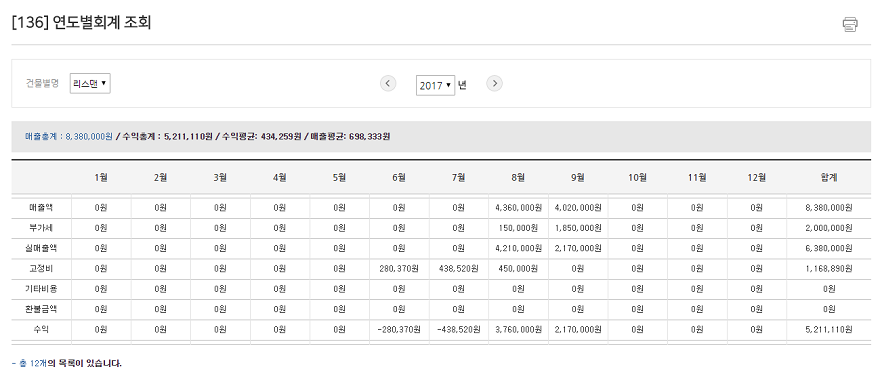 [136] 연도별회계 조회
건물별명 리스맨 ▼ 2017 ▼ 년
매출총계 : 8,380,000원 / 수익총계 : 5,211,110원 / 수익평균: 434,259원 / 매출평균: 698,333원
1월 2월 3월 4월 5월 6월 7월 8월 9월 10월 11월 12월 합계
매출액 0원 0원 0원 0원 0원 0원 0원 4,360,000원 4,020,000원 0원 0원 0원 8,380,000원
부가세 0원 0원 0원 0원 0원 0원 0원 150,000원 1,850,000원 0원 0원 0원 2,000,000원
실매출액 0원 0원 0원 0원 0원 0원 0원 4,210,000원 2,170,000원 0원 0원 0원 6,380,000원
고정비 0원 0원 0원 0원 0원 280,370원 438,520원 450,000원 0원 0원 0원 0원 1,168,890원
기타비용 0원 0원 0원 0원 0원 0원 0원 0원 0원 0원 0원 0원 0원
환불금액 0원 0원 0원 0원 0원 0원 0원 0원 0원 0원 0원 0원 0원
수익 0원 0원 0원 0원 0원 -280,370원 -438,520원 3,760,000원 2,170,000원 0원 0원 0원 5,211,110원
- 총 12개의 목록이 있습니다.